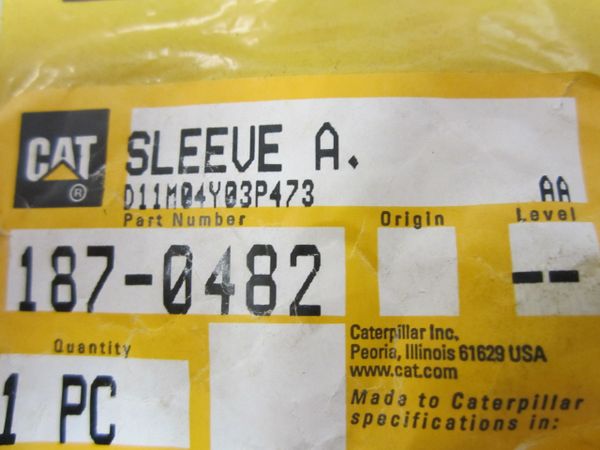 CAT®
SLEEVE A.
D11M04Y03P473 AA
Part Number Origin Level
187-0482 --
Quantity
1 PC
Caterpillar Inc.
Peoria, Illinois 61629 USA
www.cat.com
Made to Caterpillar
specifications in: